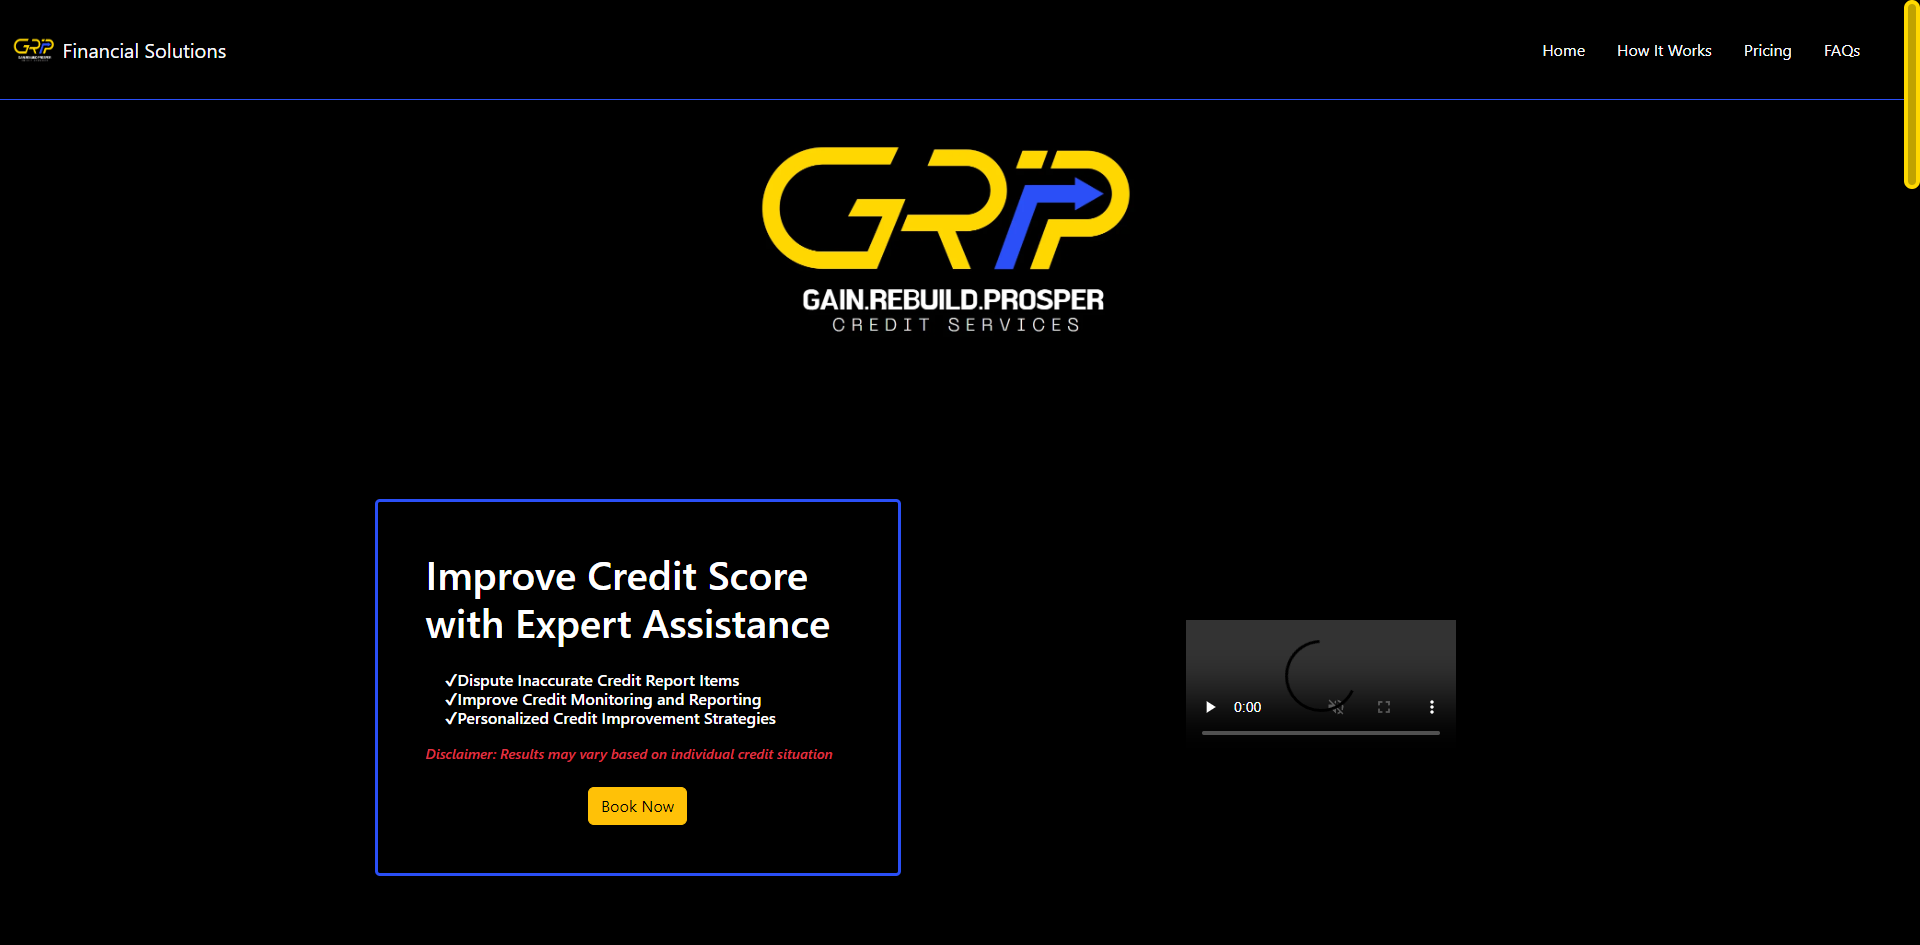 GRIP Financial Solutions
Home How It Works Pricing FAQs
GRIP
GAIN.REBUILD.PROSPER
CREDIT SERVICES
Improve Credit Score
with Expert Assistance
✓Dispute Inaccurate Credit Report Items
✓Improve Credit Monitoring and Reporting
✓Personalized Credit Improvement Strategies
Disclaimer: Results may vary based on individual credit situation
Book Now
0:00